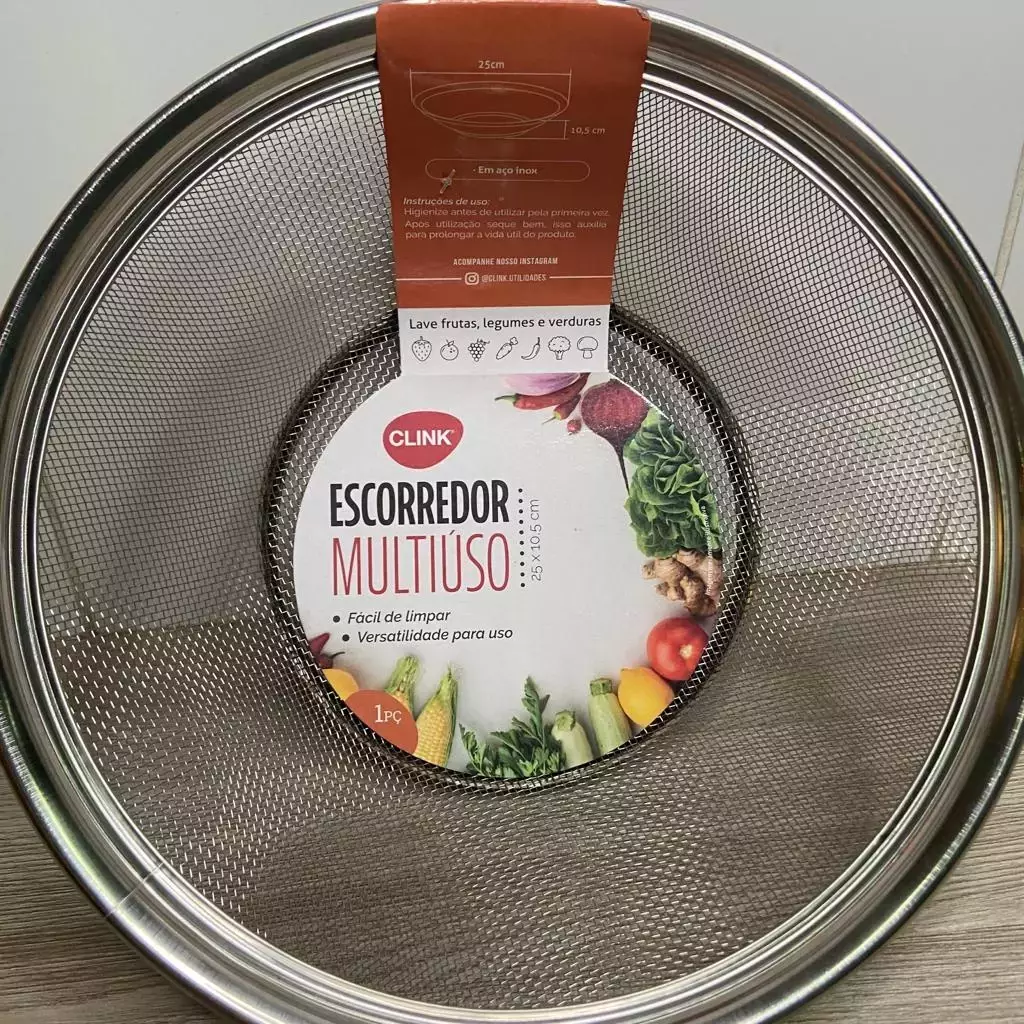 25cm
10,5 cm
· Em aço inox
Instruções de uso:
Higienize antes de utilizar pela primeira vez.
Após utilização seque bem, isso auxilia
para prolongar a vida útil do produto.
ACOMPANHE NOSSO INSTAGRAM
@CLINK.UTILIDADES
Lave frutas, legumes e verduras
CLINK®
ESCORREDOR
MULTIÚSO
25 x 10.5 cm
• Fácil de limpar
• Versatilidade para uso
1PÇ